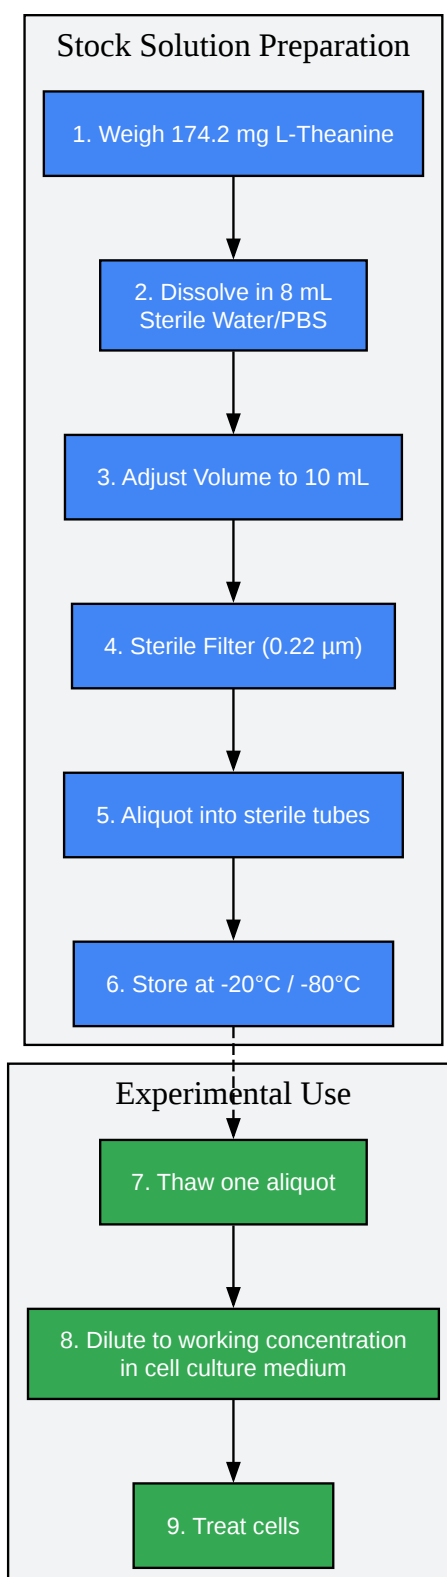 Stock Solution Preparation
1. Weigh 174.2 mg L-Theanine
2. Dissolve in 8 mL
Sterile Water/PBS
3. Adjust Volume to 10 mL
4. Sterile Filter (0.22 µm)
5. Aliquot into sterile tubes
6. Store at -20°C / -80°C
Experimental Use
7. Thaw one aliquot
8. Dilute to working concentration
in cell culture medium
9. Treat cells